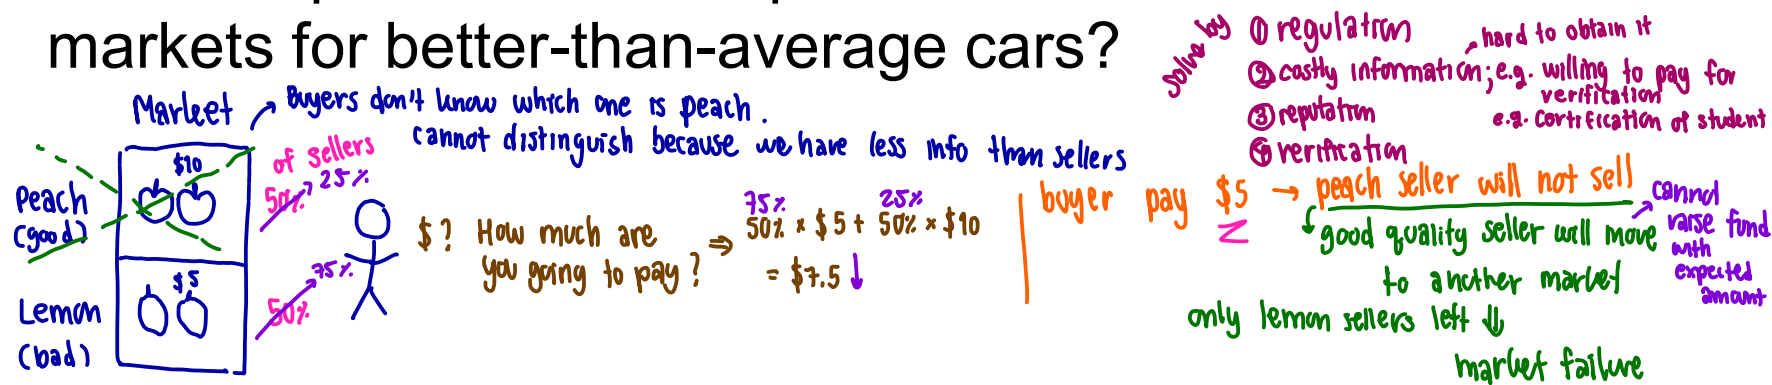 markets for better-than-average cars?
solve by
① regulation
② costly information; e.g. willing to pay for verification
hard to obtain it
e.g. certification of student
③ reputation
④ verification
Market
Buyers don't know which one is peach.
cannot distinguish because we have less info than sellers
Peach
(good)
$10
of sellers
50% 25%
Lemon
(bad)
$5
50% 75%
$? How much are
you going to pay?
⇒ 50% × $5 + 50% × $10
75% 25%
= $7.5 ↓
buyer pay $5 → peach seller will not sell
good quality seller will move
to another market
cannot
raise fund
with
expected
amount
only lemon sellers left ⇓
market failure